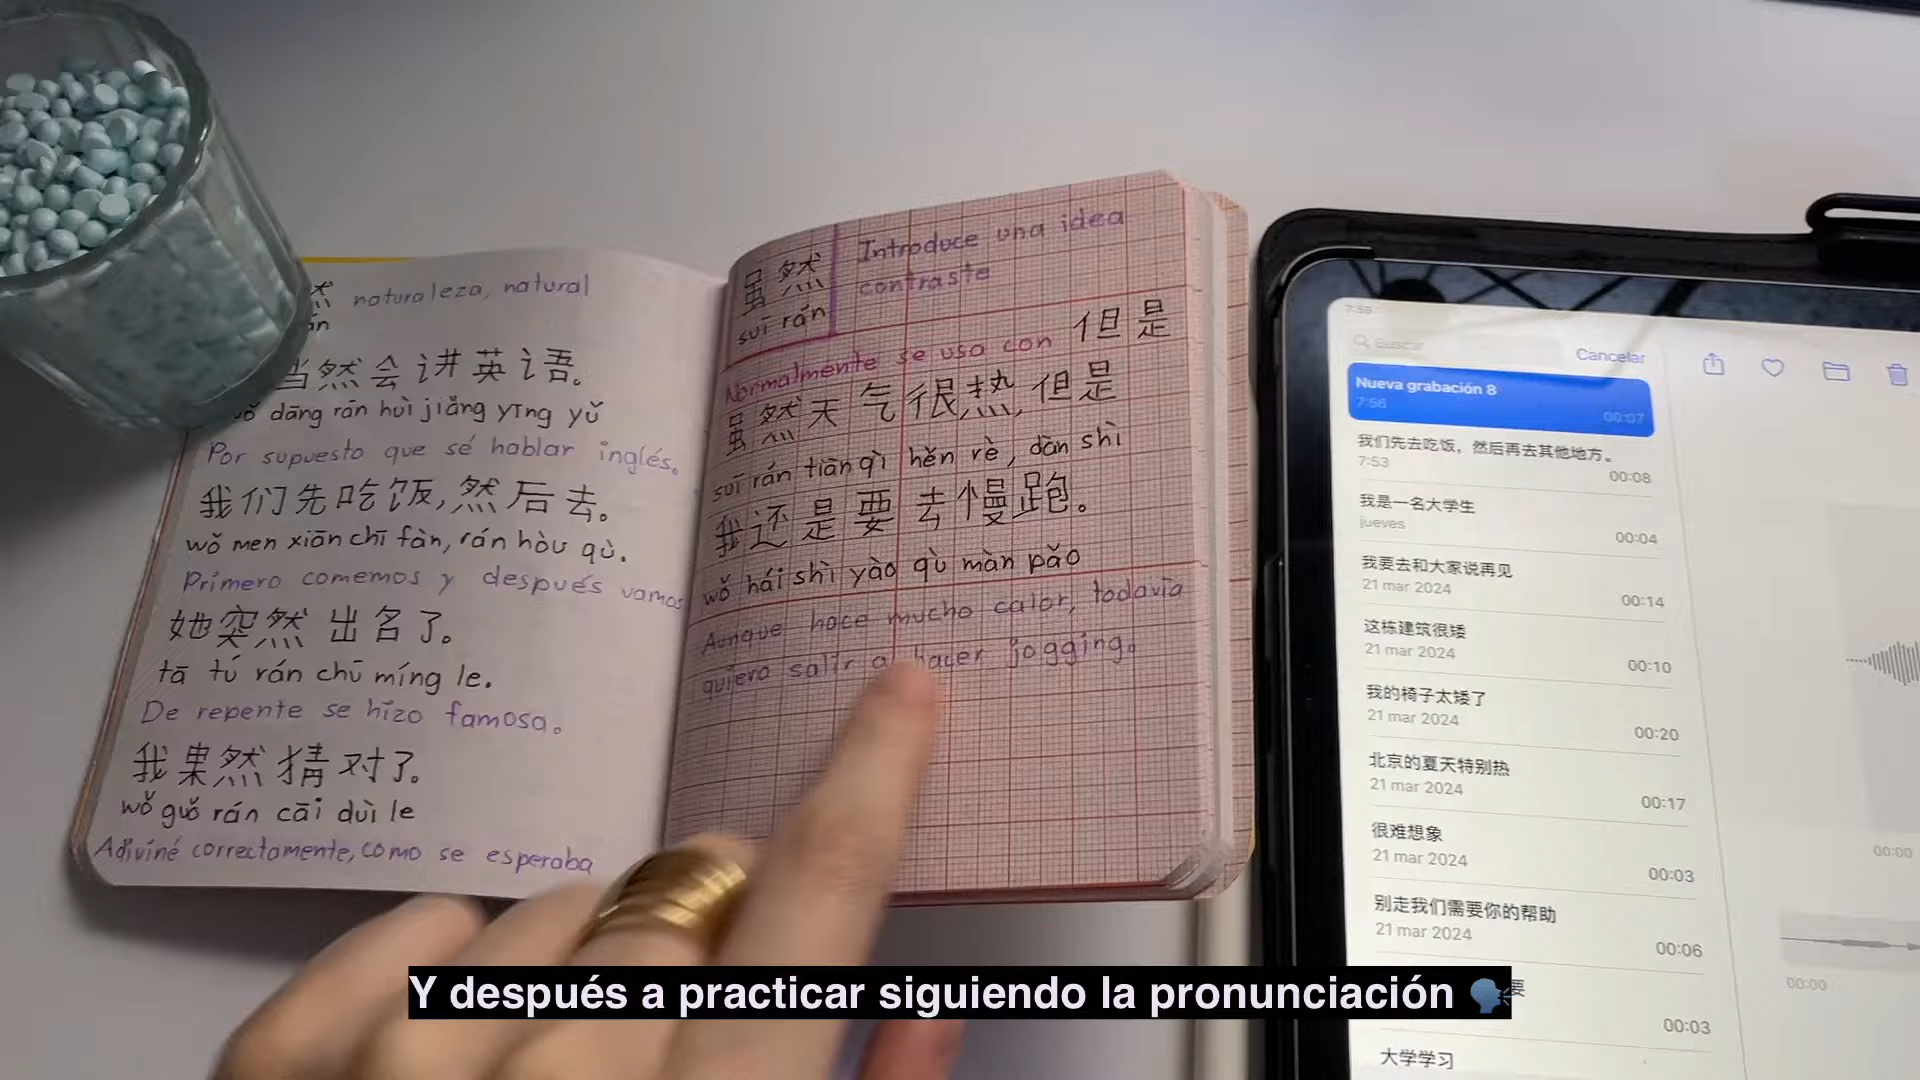 然 naturaleza, natural
当然会讲英语。
dāng rán huì jiǎng yīng yǔ
Por supuesto que sé hablar inglés.
我们先吃饭,然后去。
wǒ men xiān chī fàn, rán hòu qù.
Primero comemos y después vamos
她突然出名了。
tā tú rán chū míng le.
De repente se hizo famosa.
我果然猜对了。
wǒ guǒ rán cāi duì le
Adiviné correctamente, como se esperaba
虽然
suī rán
Introduce una idea
contraste
Normalmente se usa con 但是
虽然天气很热,但是
suī rán tiān qì hěn rè, dàn shì
我还是要去慢跑。
wǒ hái shì yào qù màn pǎo
Aunque hace mucho calor, todavía
quiero salir a hacer jogging.
7:56
Buscar
Cancelar
Nueva grabación 8
7:56
00:07
我们先去吃饭，然后再去其他地方。
7:53
00:08
我是一名大学生
jueves
00:04
我要去和大家说再见
21 mar 2024
00:14
这栋建筑很矮
21 mar 2024
00:10
我的椅子太矮了
21 mar 2024
00:20
北京的夏天特别热
21 mar 2024
00:17
很难想象
21 mar 2024
00:03
别走我们需要你的帮助
21 mar 2024
00:06
要
00:03
大学学习
00:00
00:00
Y después a practicar siguiendo la pronunciación 🗣️